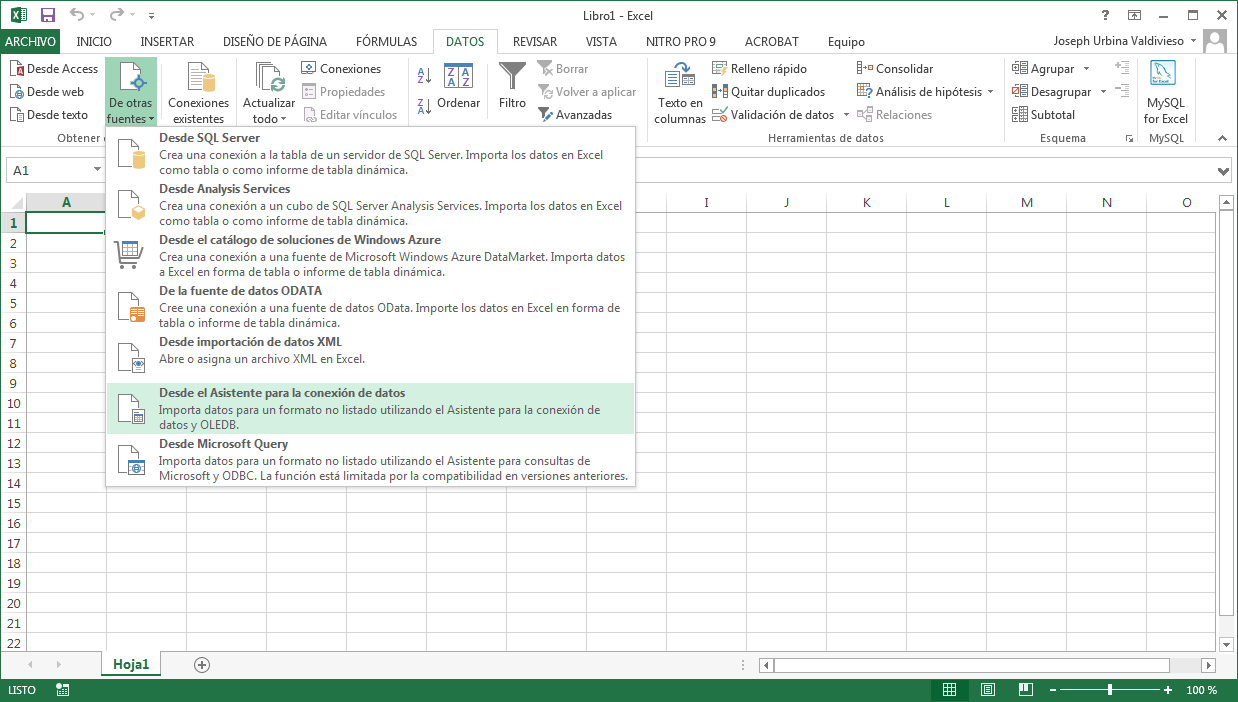 Libro1 - Excel
?
ARCHIVO INICIO INSERTAR DISEÑO DE PÁGINA FÓRMULAS DATOS REVISAR VISTA NITRO PRO 9 ACROBAT Equipo Joseph Urbina Valdivieso
Desde Access
Desde web
Desde texto
De otras
fuentes
Obtener
Conexiones
existentes
Actualizar
todo
Conexiones
Propiedades
Editar vínculos
Ordenar
Filtro
Borrar
Volver a aplicar
Avanzadas
Texto en
columnas
Relleno rápido
Quitar duplicados
Validación de datos
Consolidar
Análisis de hipótesis
Relaciones
Herramientas de datos
Agrupar
Desagrupar
Subtotal
Esquema
MySQL
for Excel
MySQL
A1
Desde SQL Server
Crea una conexión a la tabla de un servidor de SQL Server. Importa los datos en Excel
como tabla o como informe de tabla dinámica.
Desde Analysis Services
Crea una conexión a un cubo de SQL Server Analysis Services. Importa los datos en Excel
como tabla o como informe de tabla dinámica.
Desde el catálogo de soluciones de Windows Azure
Crea una conexión a una fuente de Microsoft Windows Azure DataMarket. Importa datos
a Excel en forma de tabla o informe de tabla dinámica.
De la fuente de datos ODATA
Cree una conexión a una fuente de datos OData. Importe los datos en Excel en forma de
tabla o informe de tabla dinámica.
Desde importación de datos XML
Abre o asigna un archivo XML en Excel.
Desde el Asistente para la conexión de datos
Importa datos para un formato no listado utilizando el Asistente para la conexión de
datos y OLEDB.
Desde Microsoft Query
Importa datos para un formato no listado utilizando el Asistente para consultas de
Microsoft y ODBC. La función está limitada por la compatibilidad en versiones anteriores.
A I J K L M N O
1
2
3
4
5
6
7
8
9
10
11
12
13
14
15
16
17
18
19
20
21
22
Hoja1
LISTO
100 %